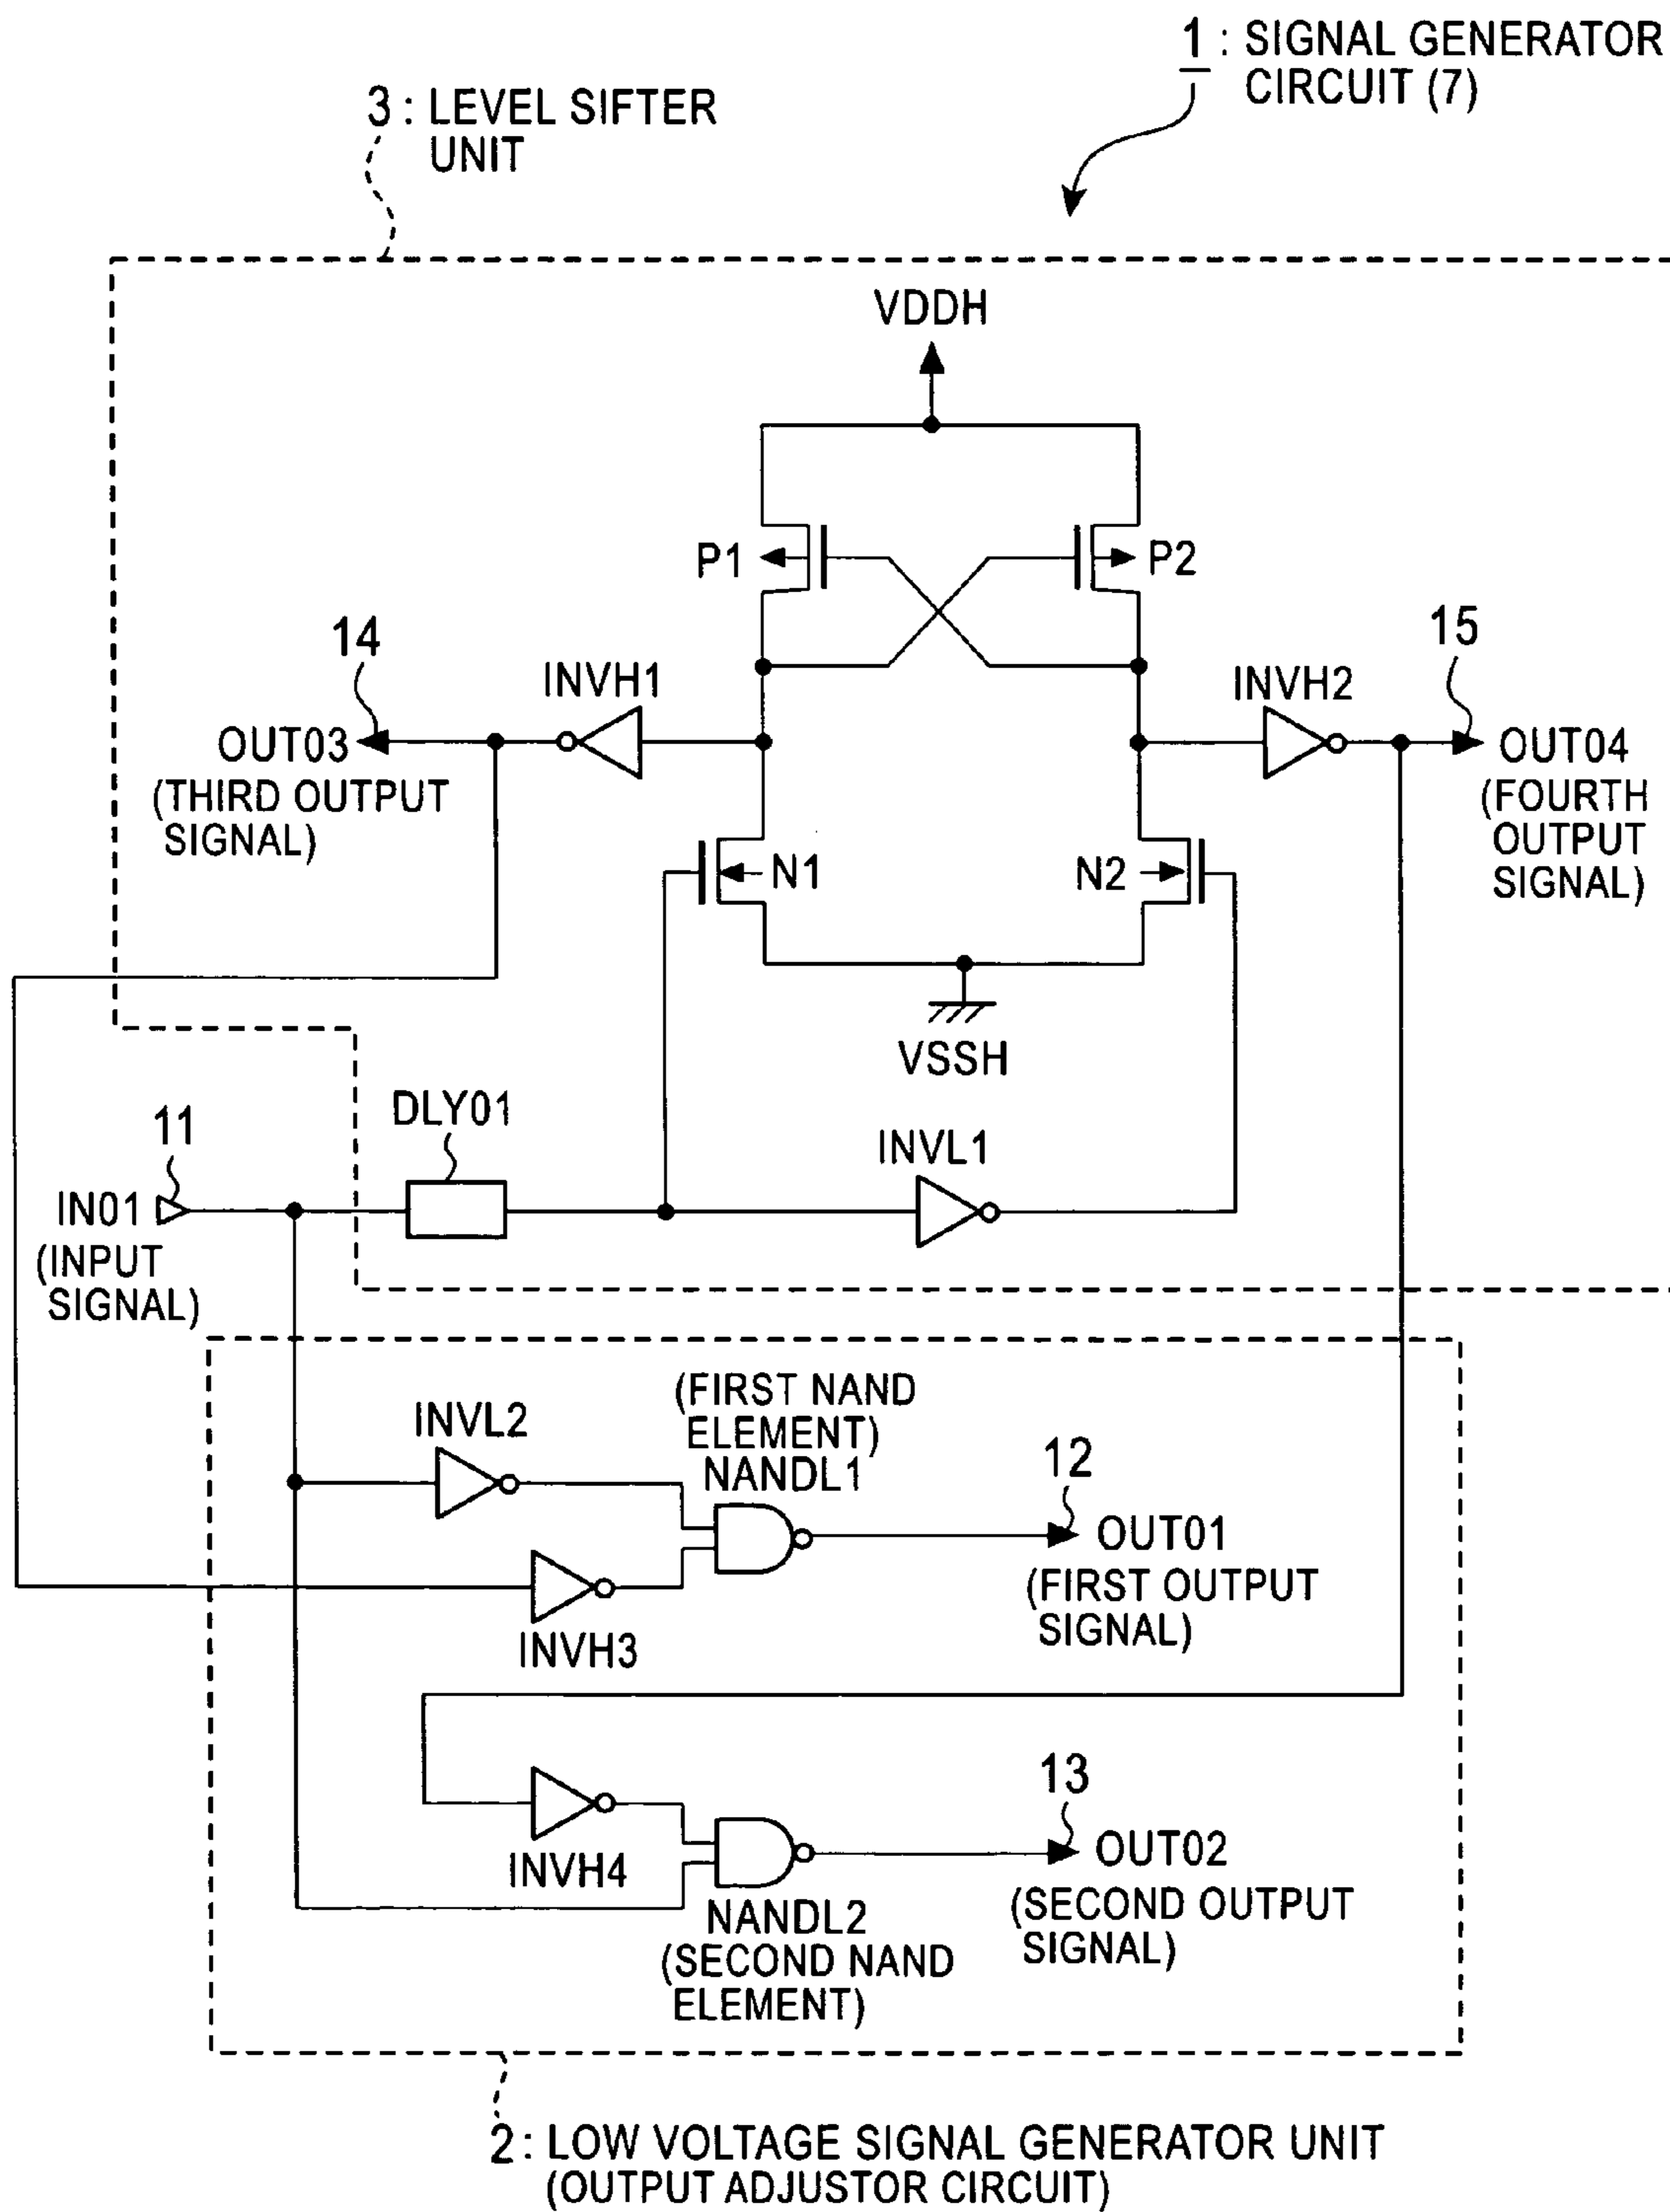 1 : SIGNAL GENERATOR
CIRCUIT (7)
3 : LEVEL SIFTER
UNIT
VDDH
P1
P2
14
15
INVH1
INVH2
OUT03
OUT04
(THIRD OUTPUT
SIGNAL)
(FOURTH
OUTPUT
SIGNAL)
N1
N2
VSSH
DLY01
11
INVL1
IN01
(INPUT
SIGNAL)
(FIRST NAND
ELEMENT)
NANDL1
INVL2
12
OUT01
(FIRST OUTPUT
SIGNAL)
INVH3
13
OUT02
INVH4
(SECOND OUTPUT
SIGNAL)
NANDL2
(SECOND NAND
ELEMENT)
2 : LOW VOLTAGE SIGNAL GENERATOR UNIT
(OUTPUT ADJUSTOR CIRCUIT)